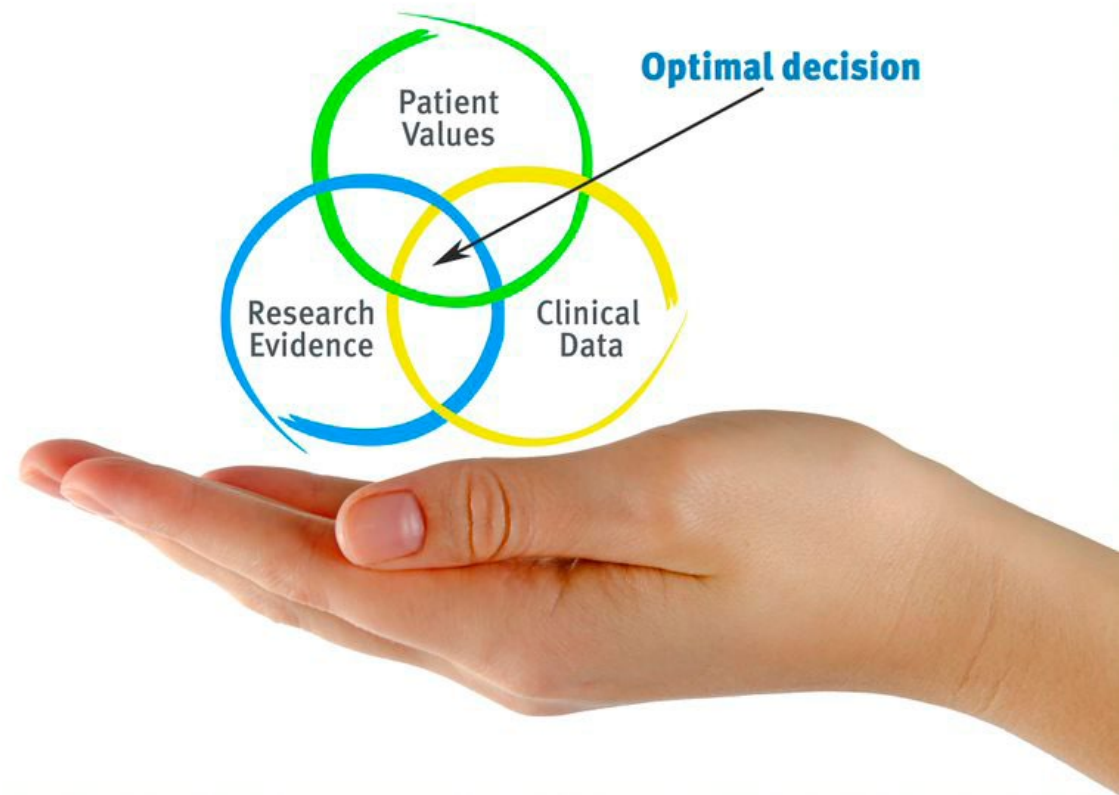 Optimal decision
Patient
Values
Research
Evidence
Clinical
Data